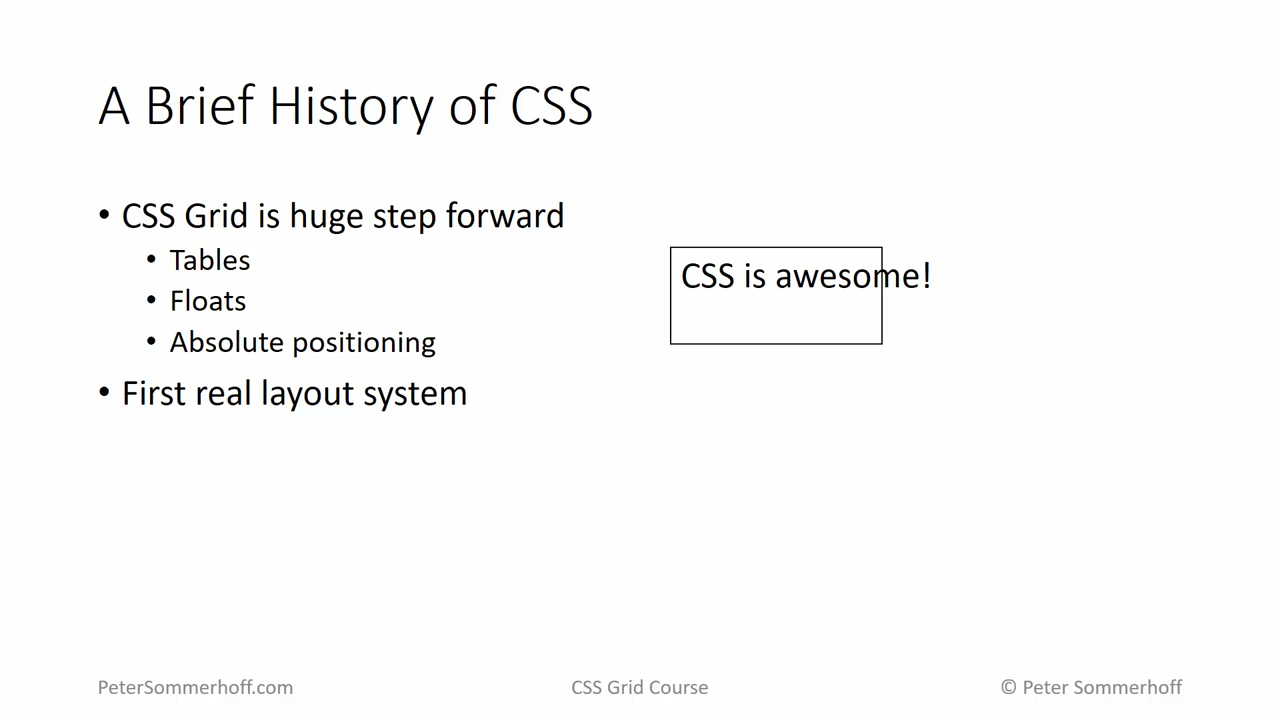 A Brief History of CSS
• CSS Grid is huge step forward
• Tables
• Floats
• Absolute positioning
• First real layout system
CSS is awesome!
PeterSommerhoff.com
CSS Grid Course
© Peter Sommerhoff